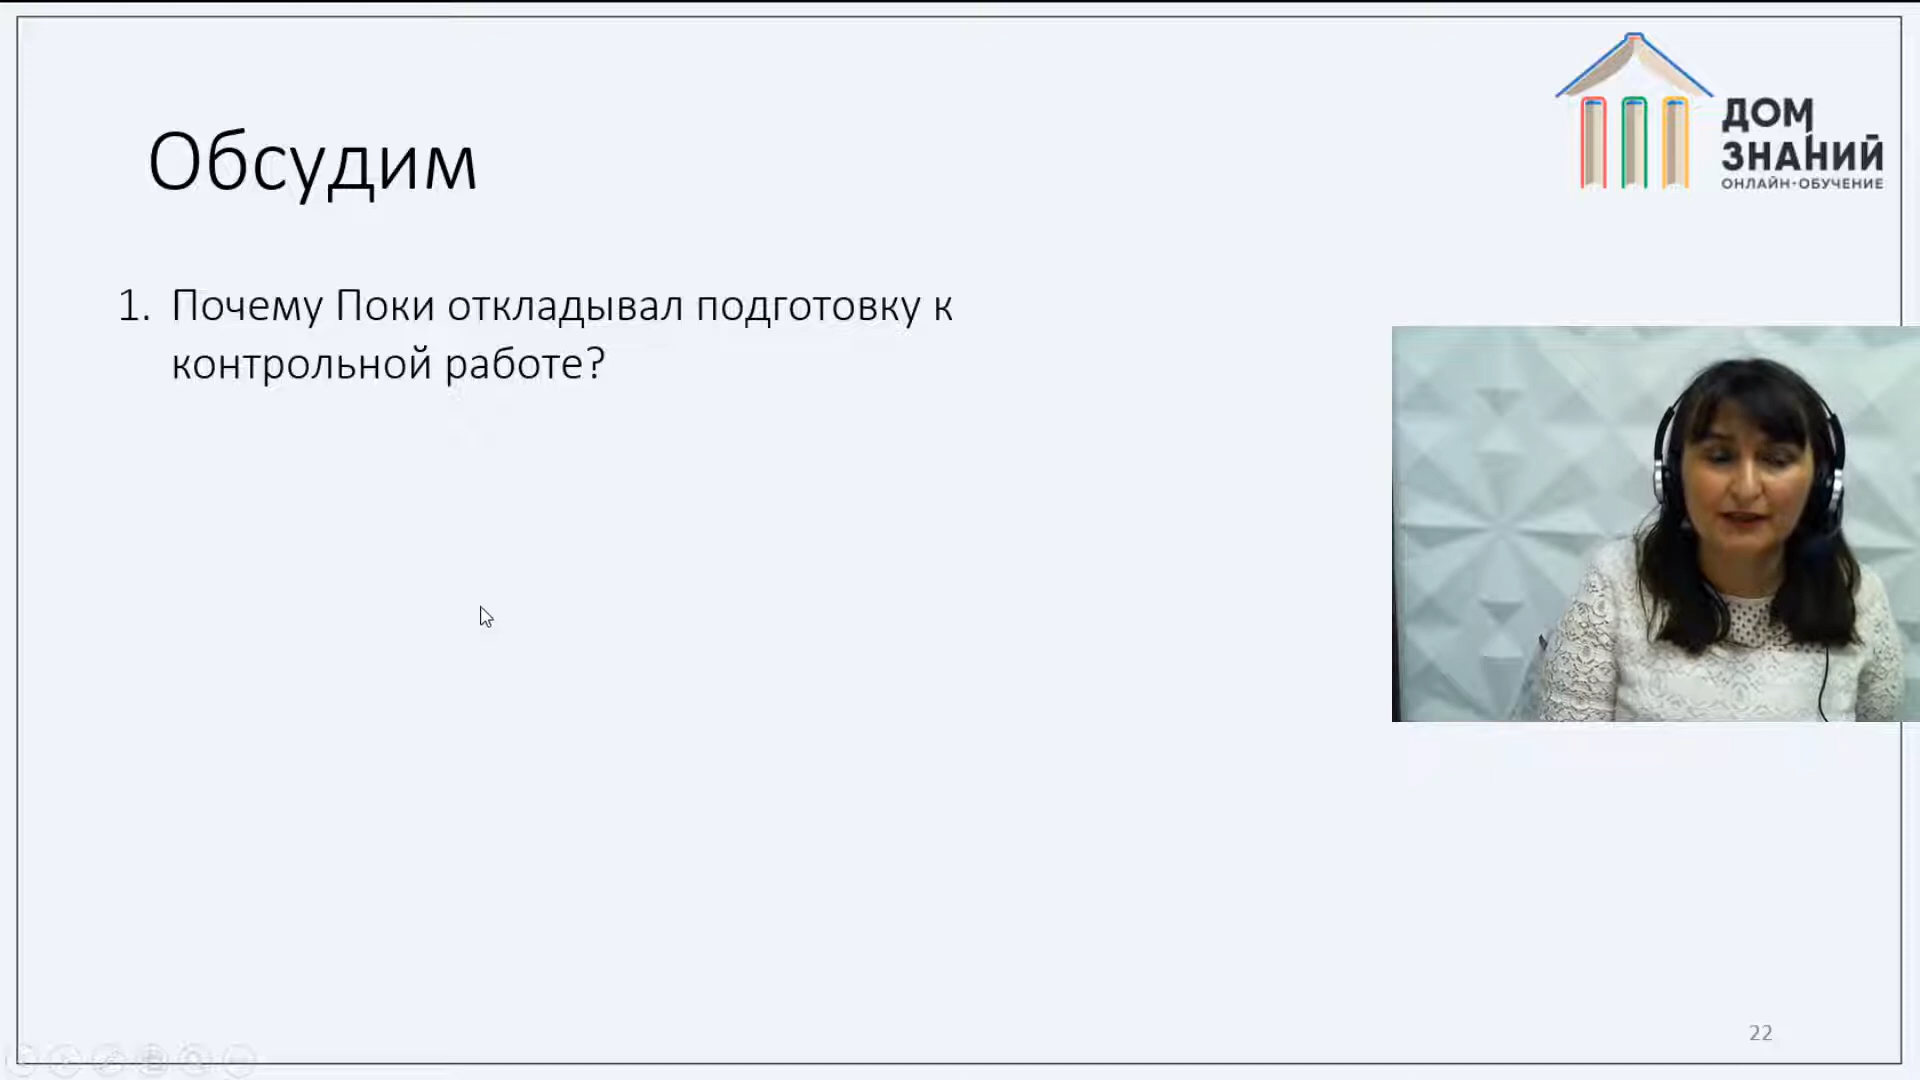 ДОМ
ЗНАНИЙ
ОНЛАЙН•ОБУЧЕНИЕ
Обсудим
1. Почему Поки откладывал подготовку к
контрольной работе?
22